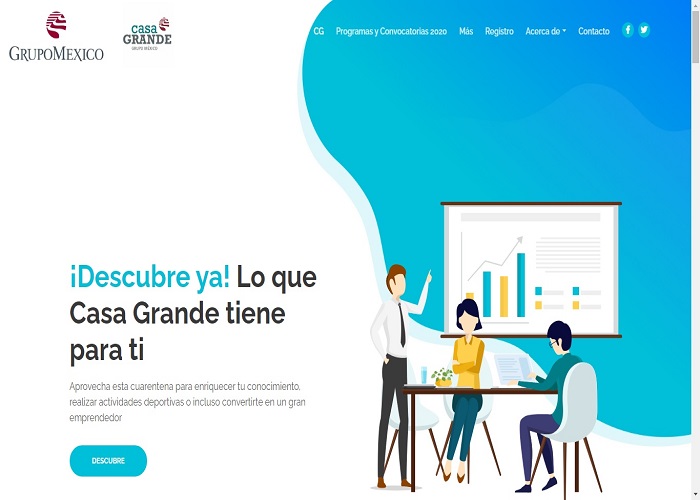 GRUPOMEXICO
casa
GRANDE
GRUPO MÉXICO
CG Programas y Convocatorias 2020 Más Registro Acerca de Contacto
¡Descubre ya! Lo que
Casa Grande tiene
para ti
Aprovecha esta cuarentena para enriquecer tu conocimiento,
realizar actividades deportivas o incluso convertirte en un gran
emprendedor
DESCUBRE